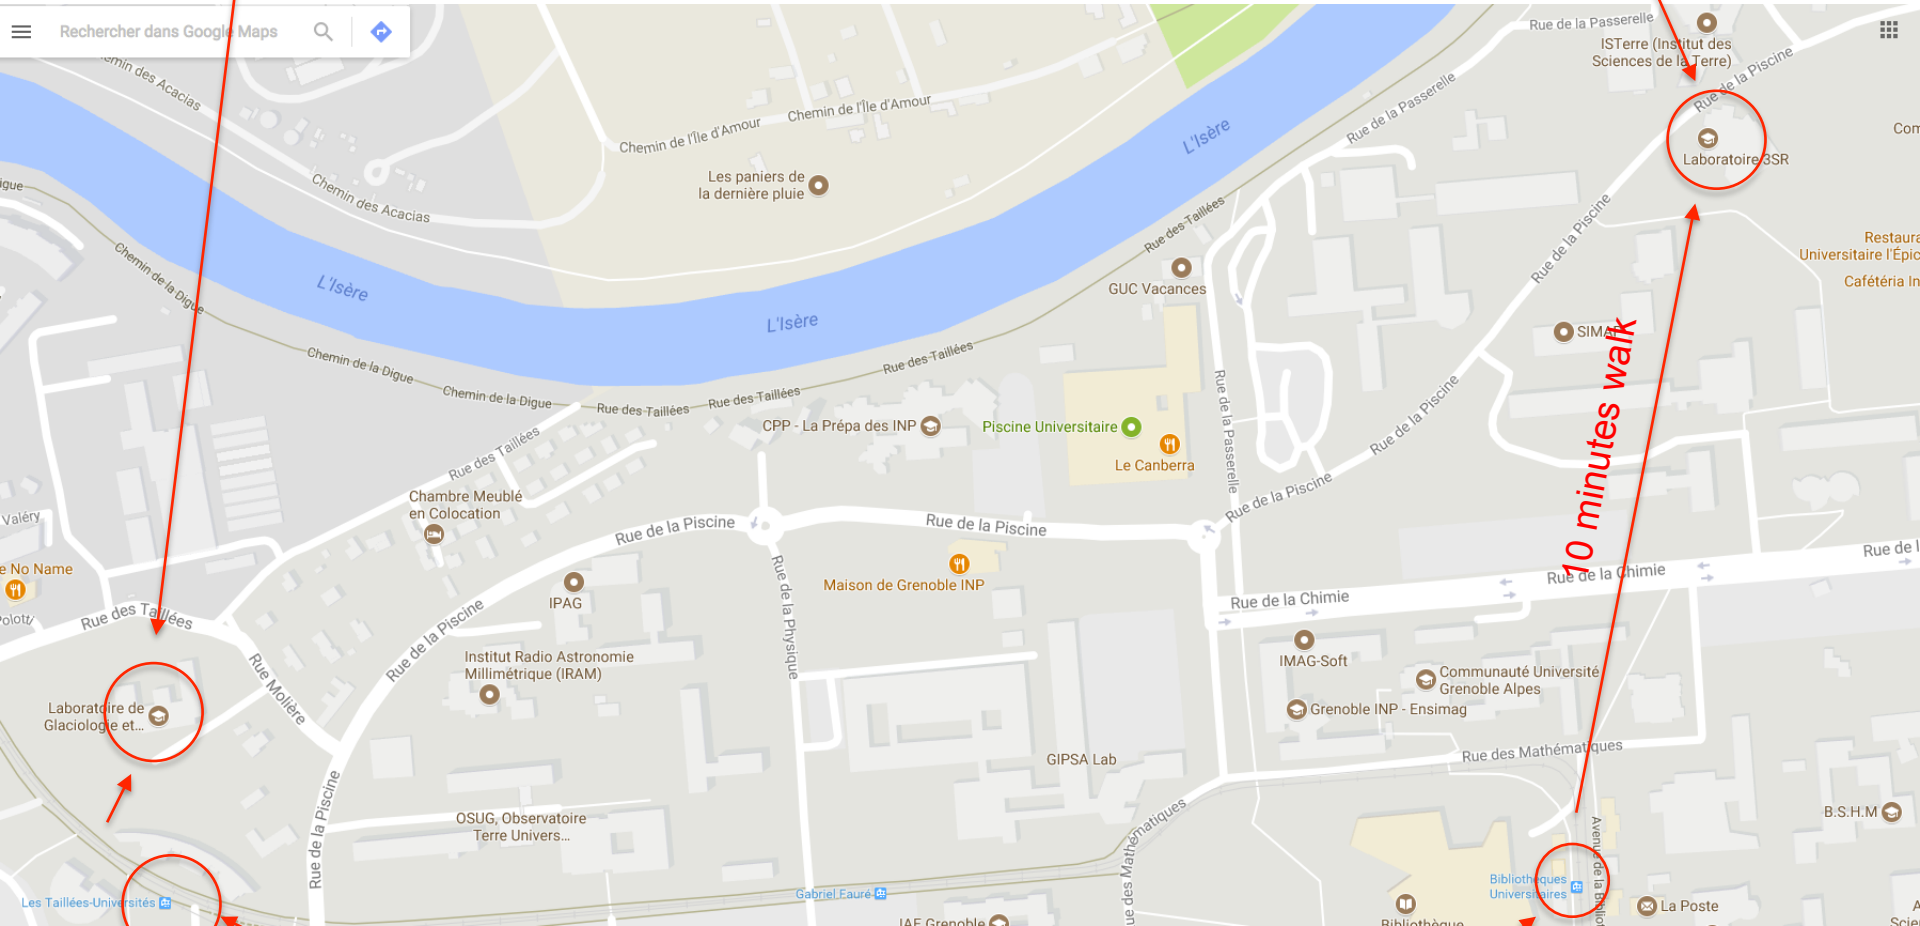 Rechercher dans Google Maps
Rue de la Passerelle
ISTerre (Institut des
Sciences de la Terre)
Rue de la Piscine
Chemin des Acacias
Chemin de l'Île d'Amour
Chemin de l'Île d'Amour
L'Isère
Rue de la Passerelle
Laboratoire 3SR
Les paniers de
la dernière pluie
Chemin des Acacias
Rue des Taillées
Rue de la Piscine
Chemin de la Digue
L'Isère
GUC Vacances
Universitaire l'Épic
Cafétéria In
L'Isère
SIMAP
10 minutes walk
Chemin de la Digue
Rue des Taillées
Chemin de la Digue
Rue des Taillées
Rue des Taillées
Rue de la Passerelle
Rue de la Piscine
CPP - La Prépa des INP
Piscine Universitaire
Le Canberra
Rue des Taillées
Chambre Meublé
en Colocation
Valéry
Rue de la Piscine
Rue de la Piscine
Rue de la Piscine
e No Name
Maison de Grenoble INP
Rue de la Physique
Rue de la Chimie
Rue de la Chimie
Rue de l
IPAG
Rue des Taillées
Rue de la Piscine
Rue Molière
Institut Radio Astronomie
Millimétrique (IRAM)
IMAG-Soft
Communauté Université
Grenoble Alpes
Grenoble INP - Ensimag
Laboratoire de
Glaciologie et...
Rue des Mathématiques
GIPSA Lab
Rue de la Piscine
OSUG, Observatoire
Terre Univers...
B.S.H.M
Les Taillées-Universités
Gabriel Fauré
Bibliothèques
Universitaires
La Poste
IAE Grenoble
Bibliothèque